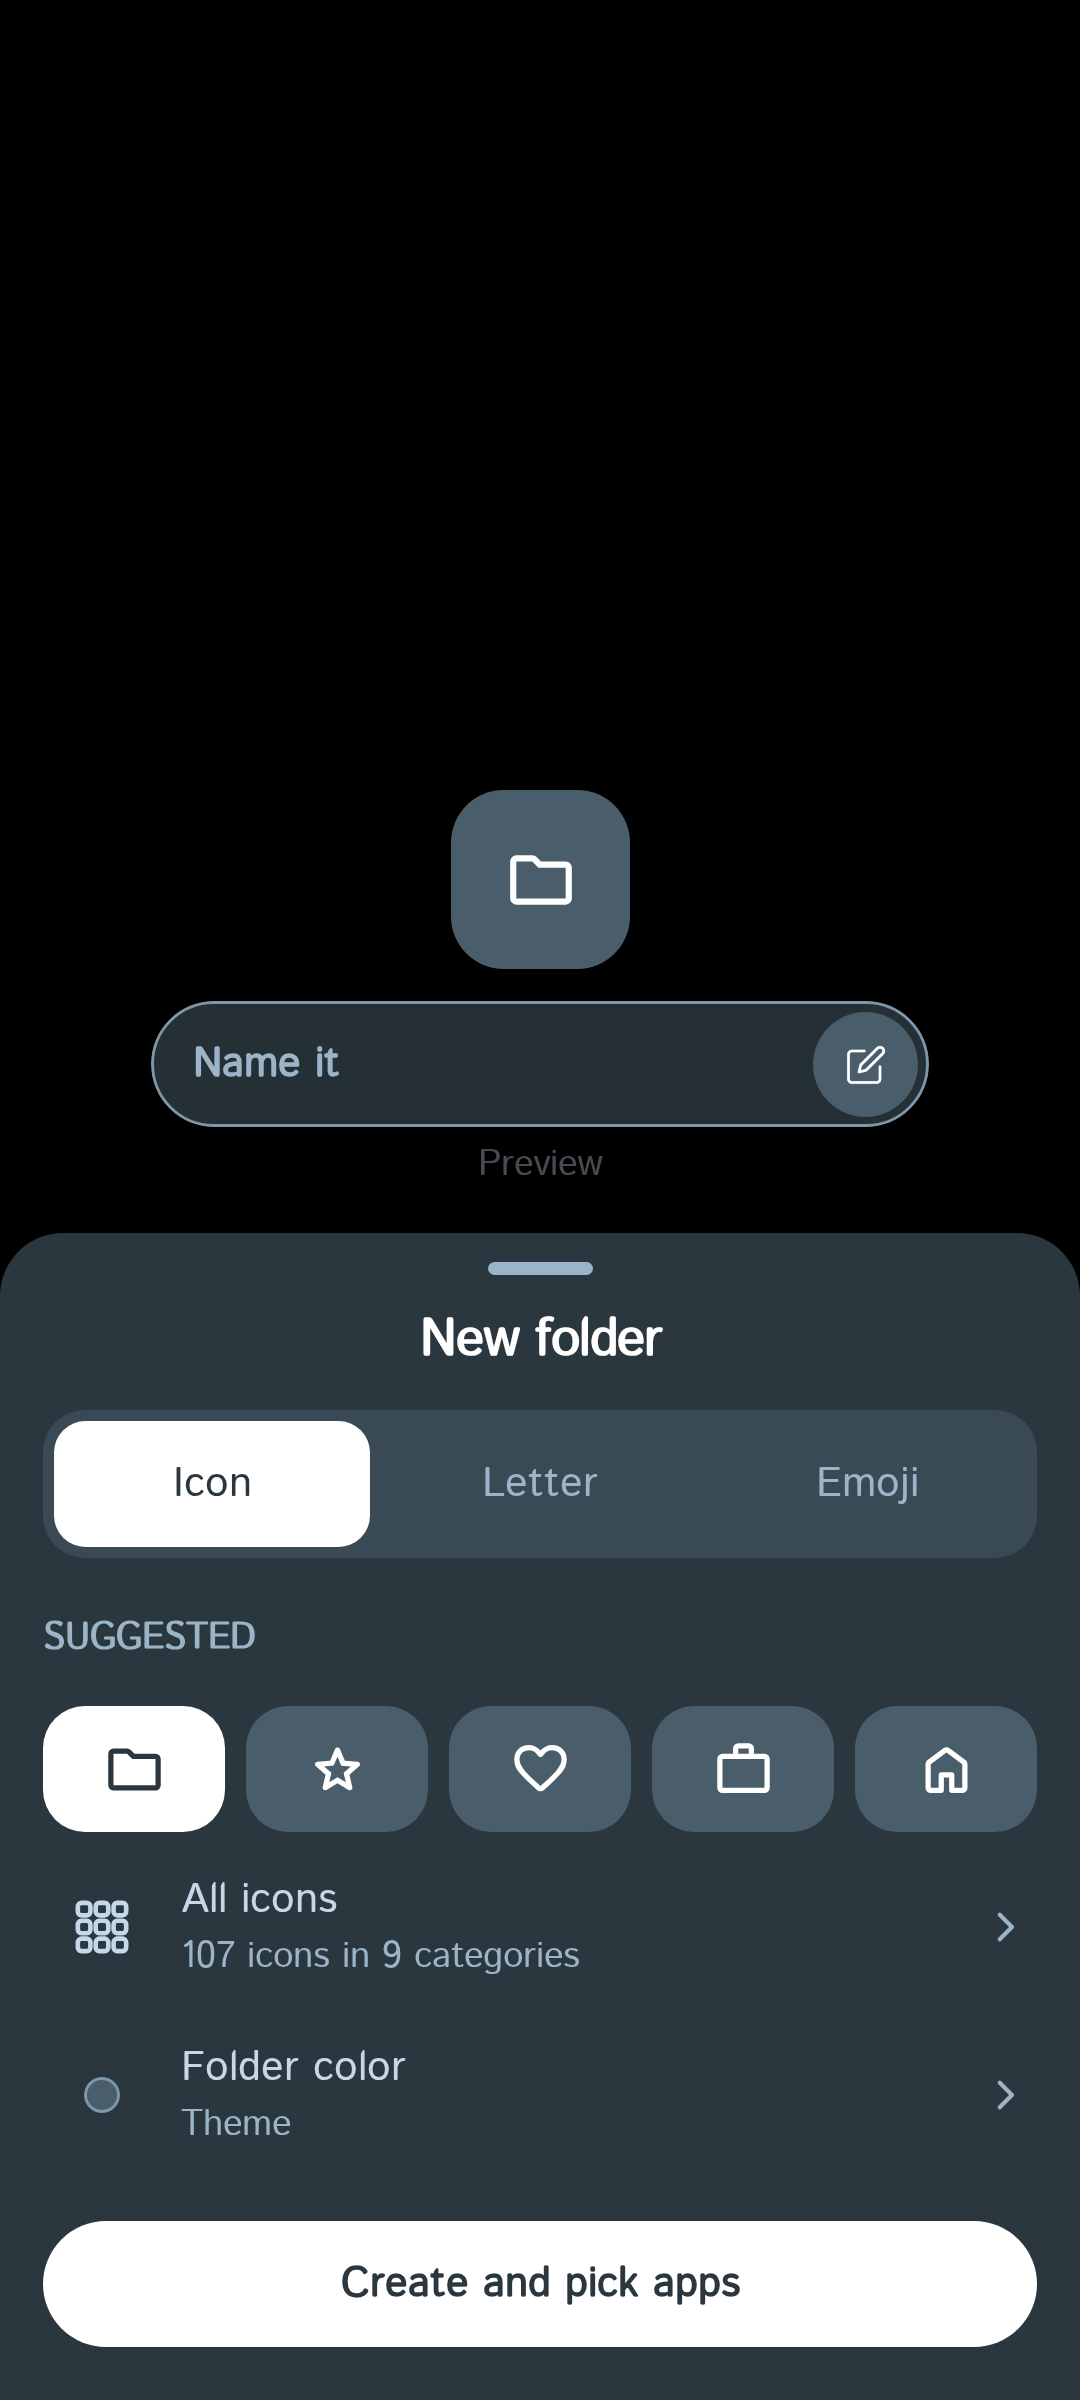 Name it
Preview
New folder
Icon
Letter
Emoji
SUGGESTED
All icons
107 icons in 9 categories
Folder color
Theme
Create and pick apps